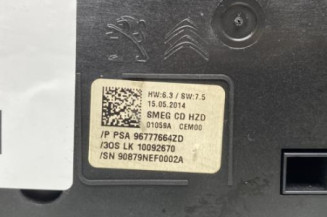 HW:6.3 / SW:7.5
15.05.2014
SMEG CD HZD
01059A CEM00
/P PSA 96777664ZD
/3OS LK 10092670
/SN 90879NEF0002A